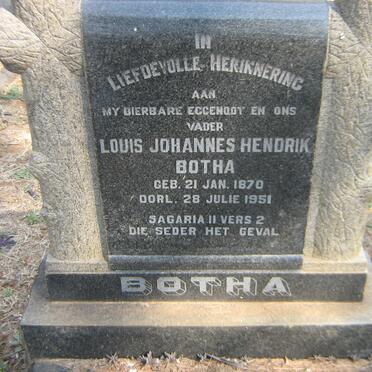 IN
LIEFDEVOLLE HERINNERING
AAN
MY DIERBARE EGGENOOT EN ONS
VADER
LOUIS JOHANNES HENDRIK
BOTHA
GEB. 21 JAN. 1870
OORL. 28 JULIE 1951
SAGARIA 11 VERS 2
DIE SEDER HET GEVAL
BOTHA